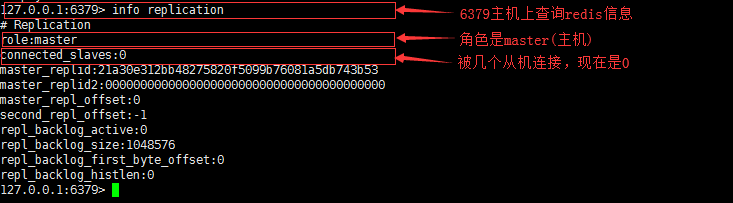 127.0.0.1:6379> info replication
6379主机上查询redis信息
# Replication
role:master
角色是master(主机)
connected_slaves:0
被几个从机连接，现在是0
master_replid:21a30e312bb48275820f5099b76081a5db743b53
master_replid2:0000000000000000000000000000000000000000
master_repl_offset:0
second_repl_offset:-1
repl_backlog_active:0
repl_backlog_size:1048576
repl_backlog_first_byte_offset:0
repl_backlog_histlen:0
127.0.0.1:6379>